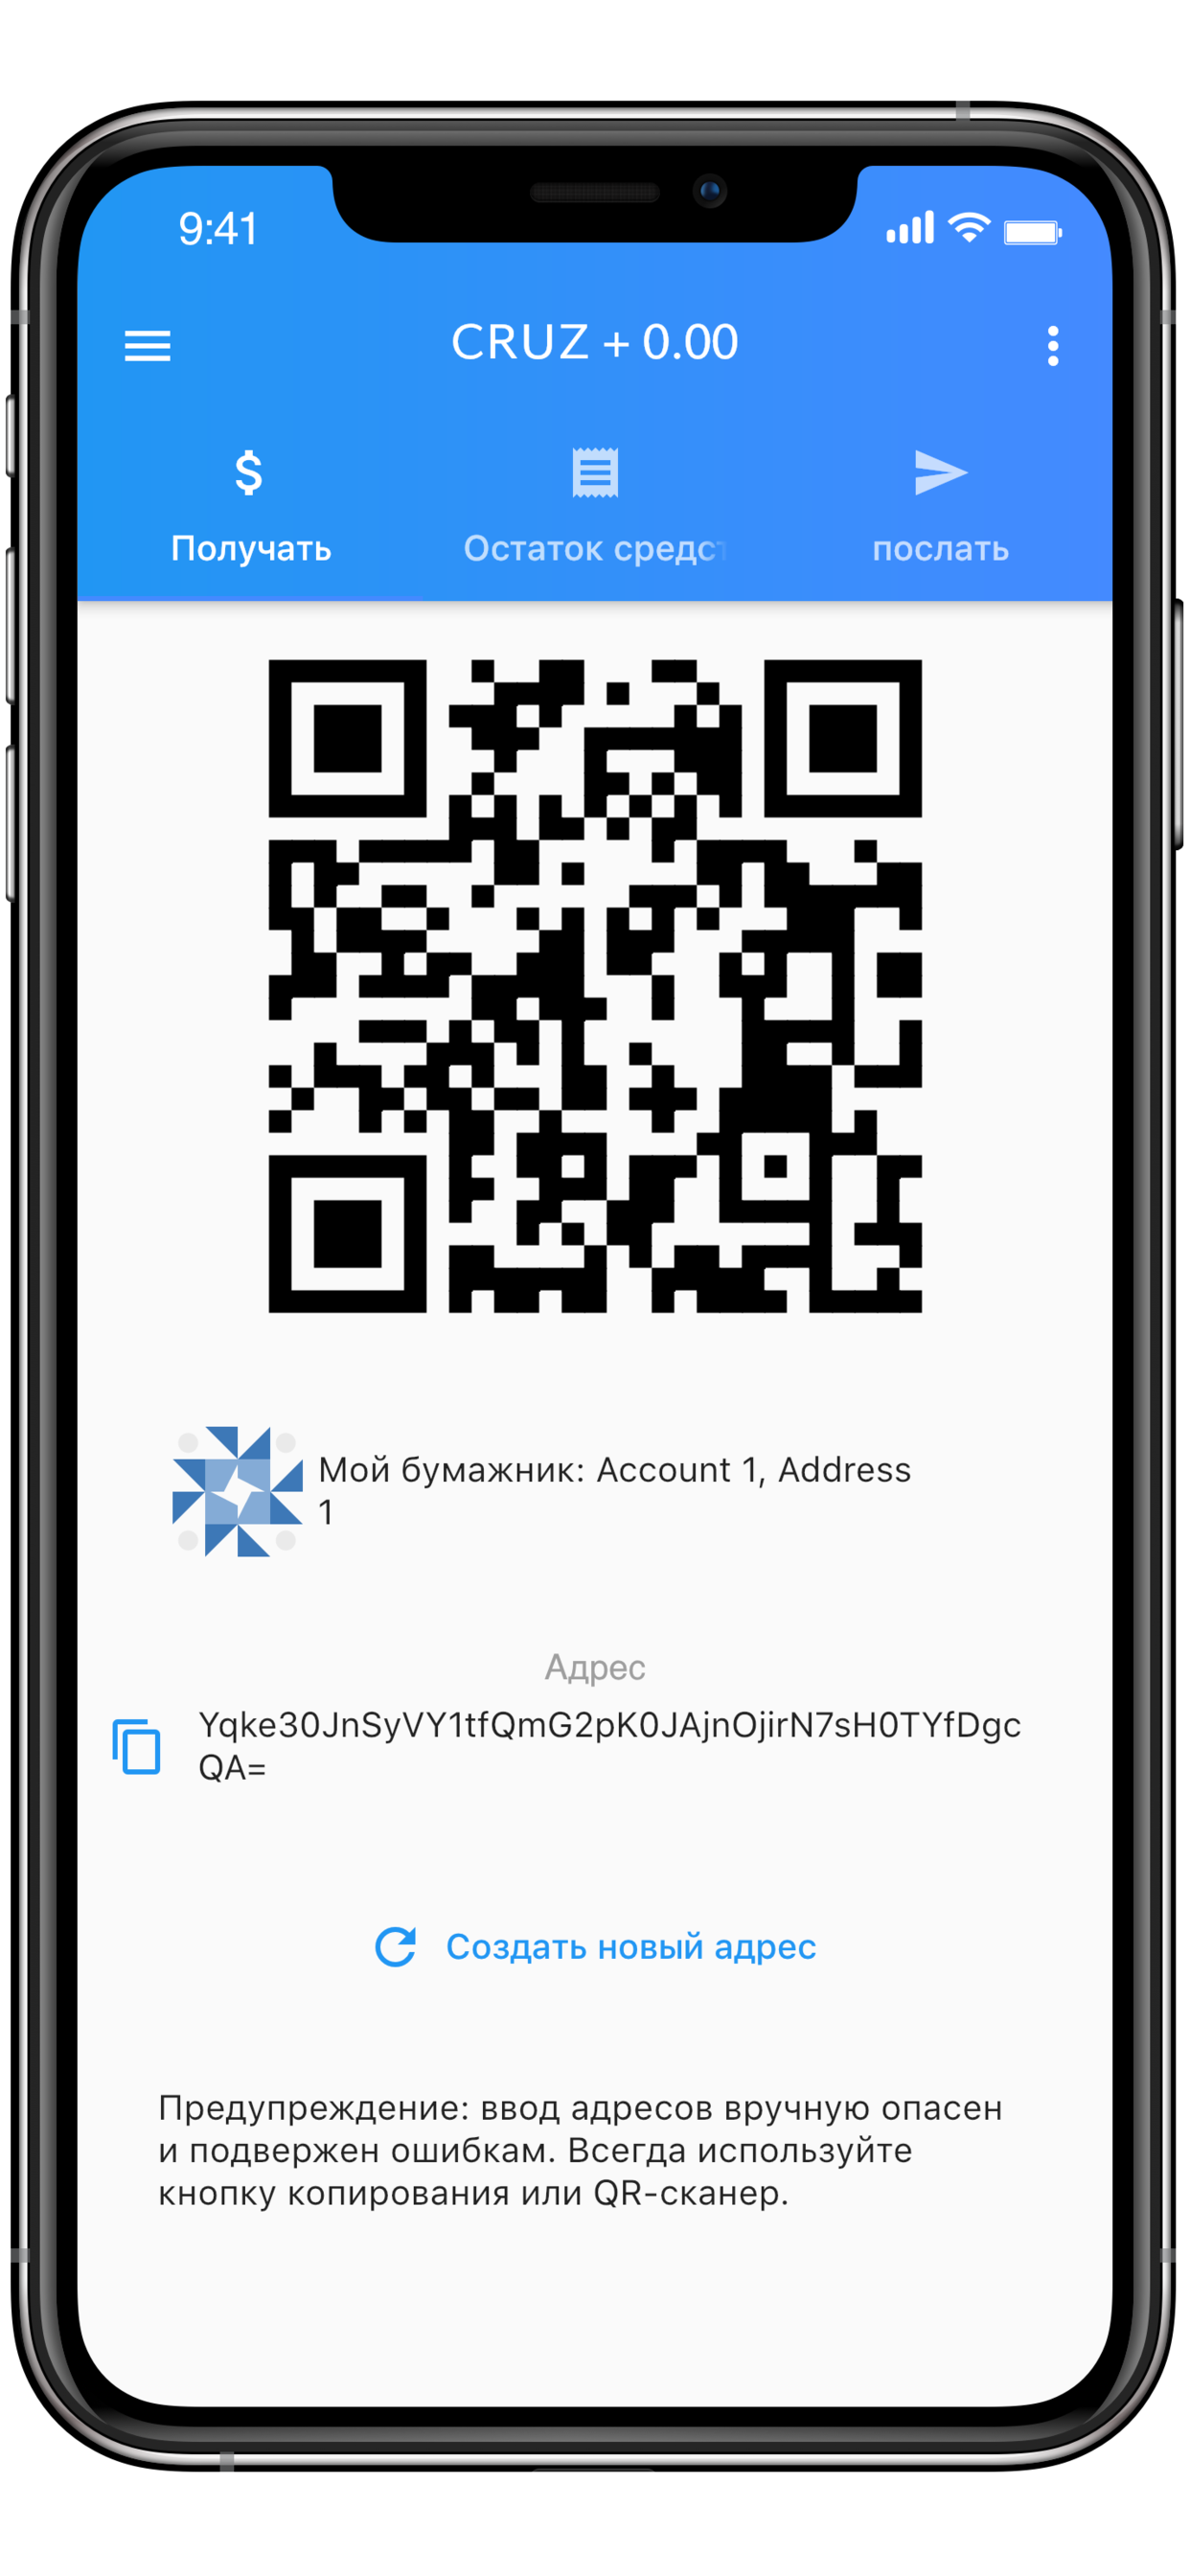 9:41
CRUZ + 0.00
Получать
Остаток средст
послать
Мой бумажник: Account 1, Address
1
Адрес
Yqke30JnSyVY1tfQmG2pK0JAjnOjirN7sH0TYfDgc
QA=
Создать новый адрес
Предупреждение: ввод адресов вручную опасен
и подвержен ошибкам. Всегда используйте
кнопку копирования или QR-сканер.